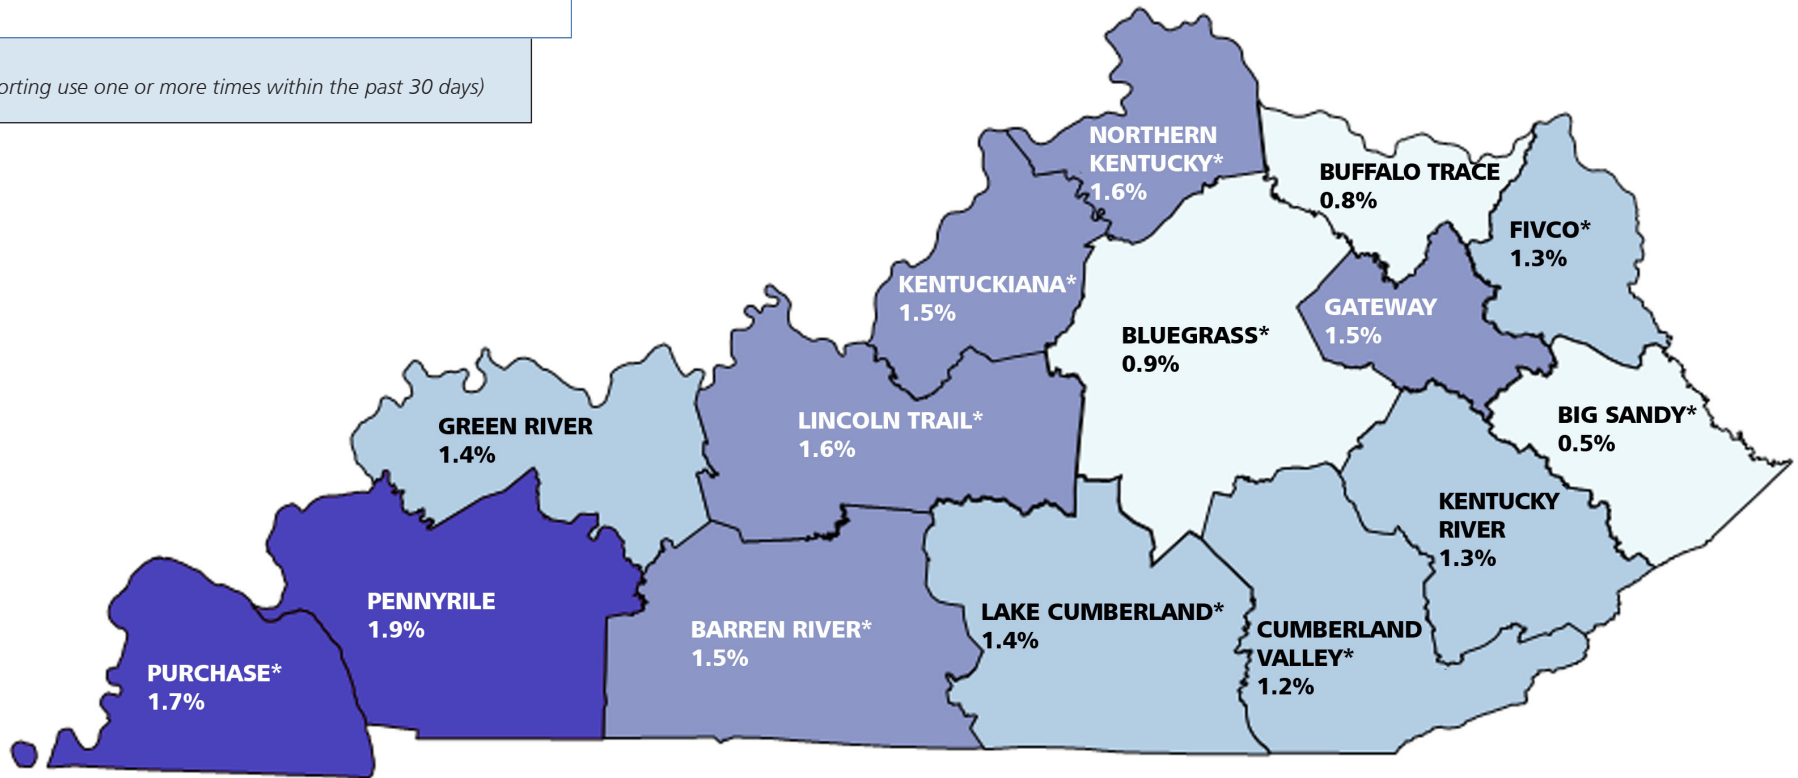 orting use one or more times within the past 30 days)
NORTHERN
KENTUCKY*
1.6%
BUFFALO TRACE
0.8%
FIVCO*
1.3%
KENTUCKIANA*
1.5%
GATEWAY
1.5%
BLUEGRASS*
0.9%
BIG SANDY*
0.5%
GREEN RIVER
1.4%
LINCOLN TRAIL*
1.6%
KENTUCKY
RIVER
1.3%
PENNYRILE
1.9%
BARREN RIVER*
1.5%
LAKE CUMBERLAND*
1.4%
CUMBERLAND
VALLEY*
1.2%
PURCHASE*
1.7%